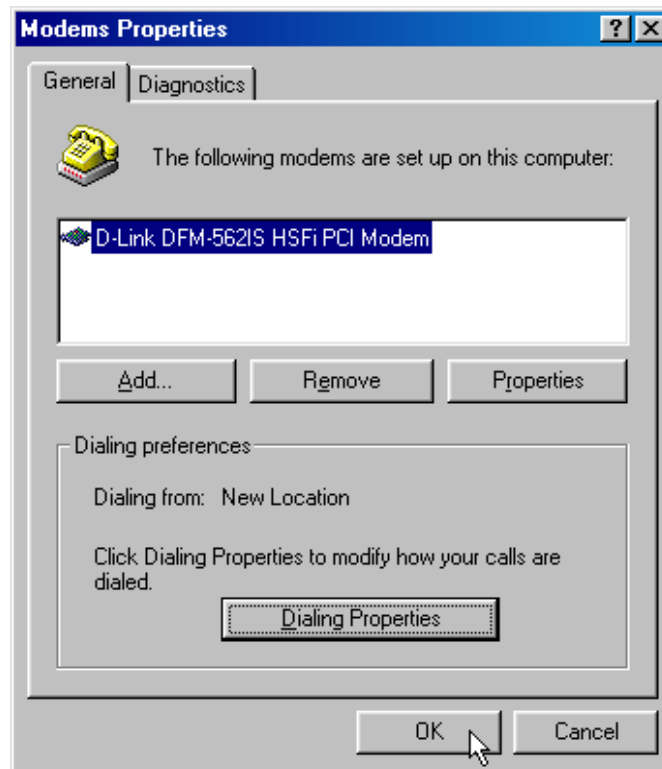 Modems Properties
General Diagnostics
The following modems are set up on this computer:
D-Link DFM-562IS HSFi PCI Modem
Add... Remove Properties
Dialing preferences
Dialing from: New Location
Click Dialing Properties to modify how your calls are
dialed.
Dialing Properties
OK Cancel